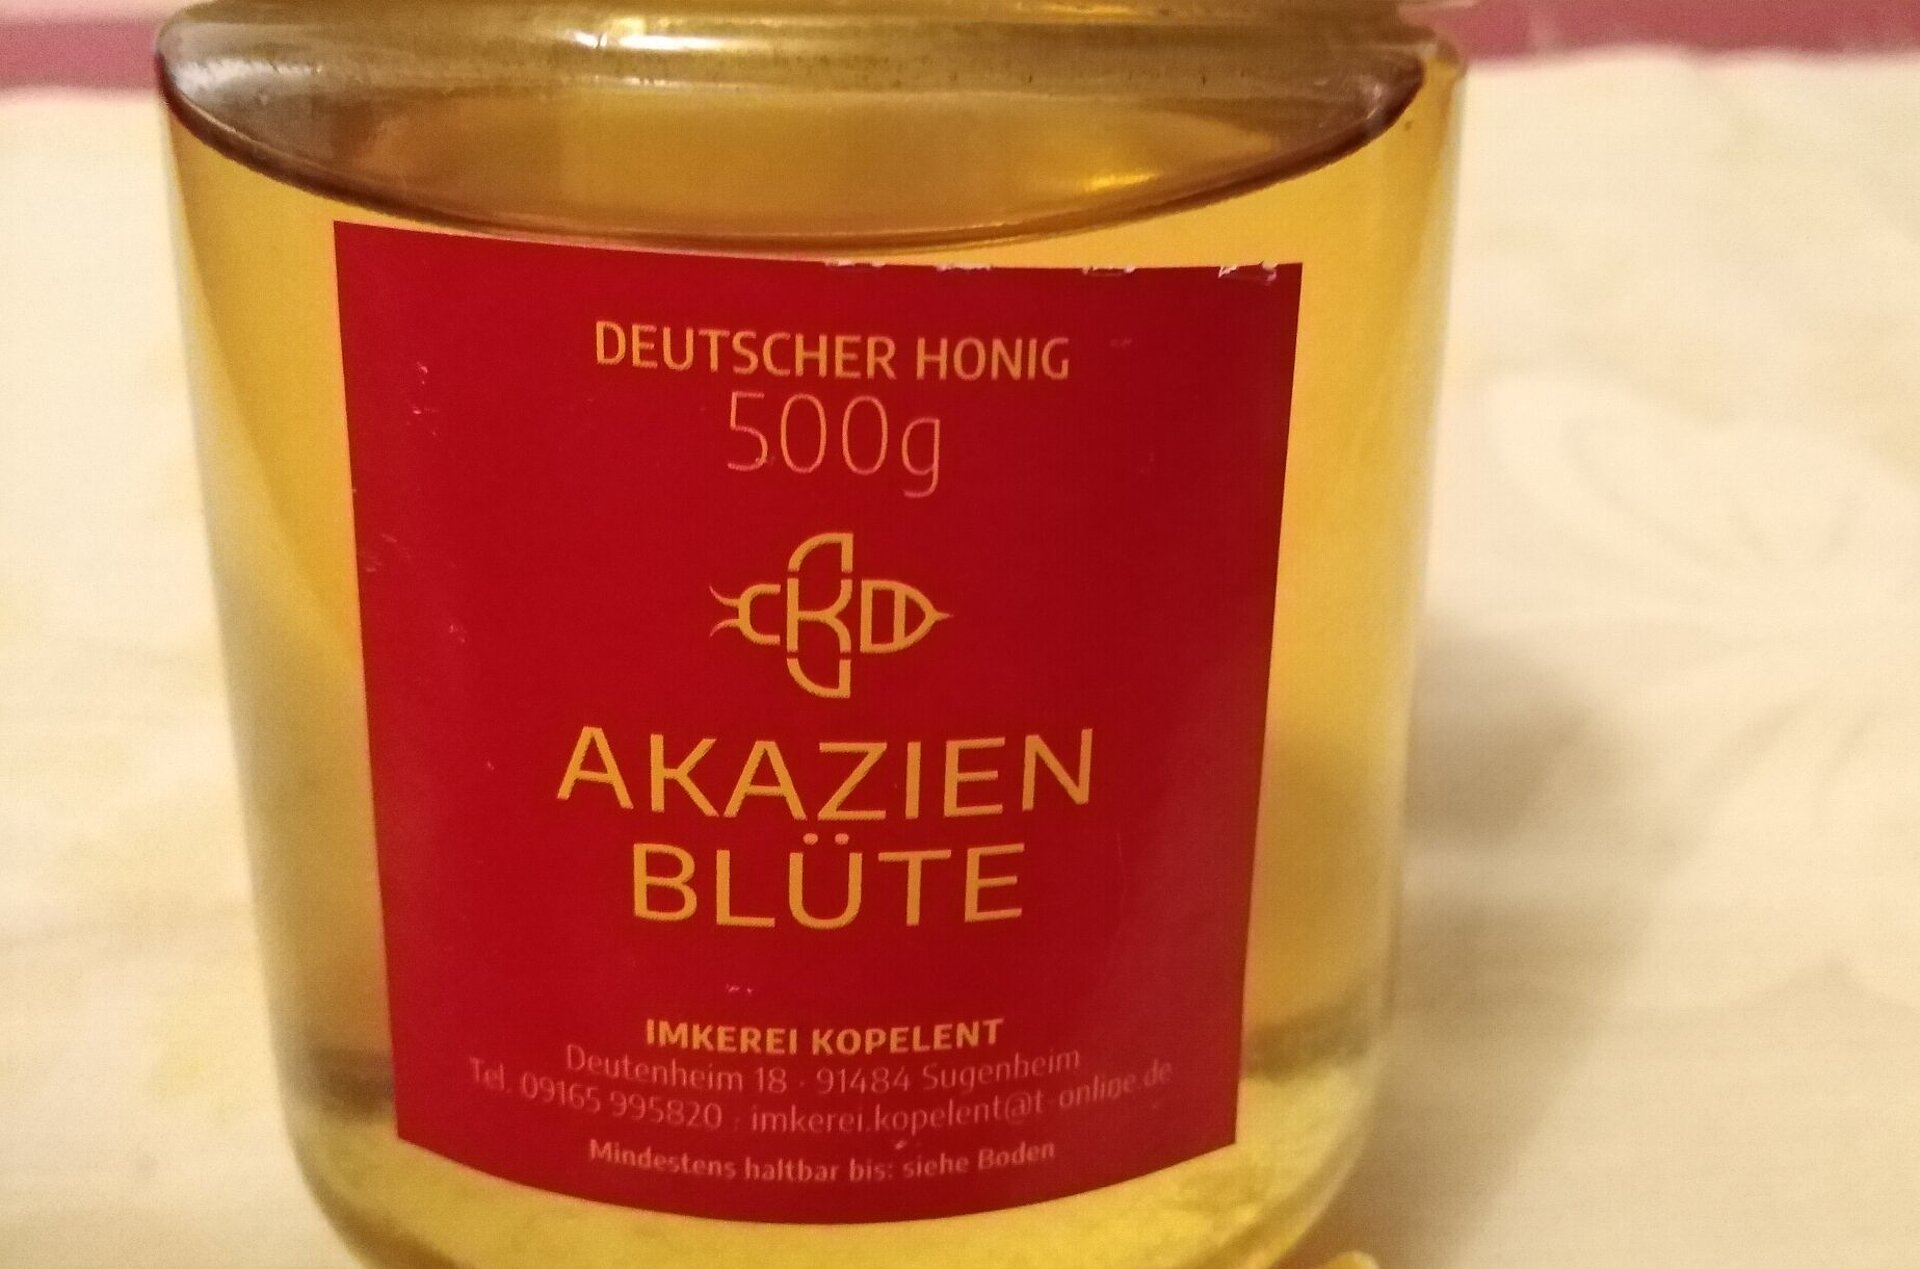 DEUTSCHER HONIG
500g
CKD
AKAZIEN
BLÜTE
IMKEREI KOPELENT
Deutenheim 18 · 91484 Sugenheim
Tel. 09165 995820 · imkerei.kopelent@t-online.de
Mindestens haltbar bis: siehe Boden